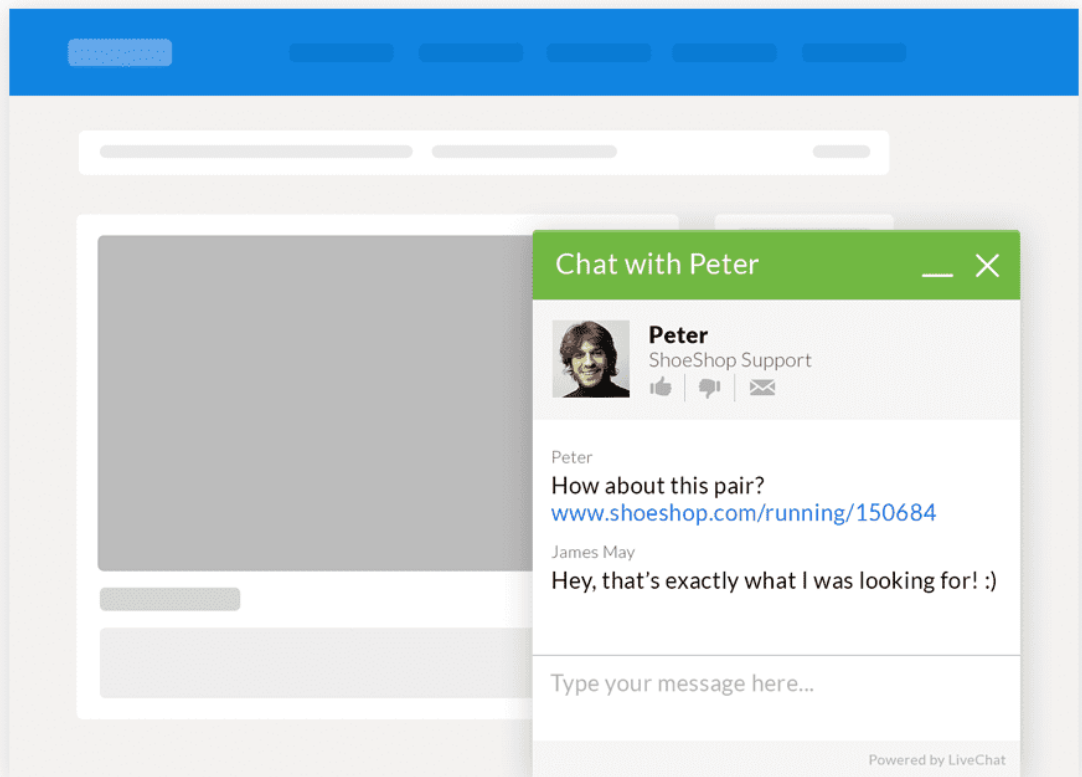 Chat with Peter
Peter
ShoeShop Support
Peter
How about this pair?
www.shoeshop.com/running/150684
James May
Hey, that’s exactly what I was looking for! :)
Type your message here...
Powered by LiveChat